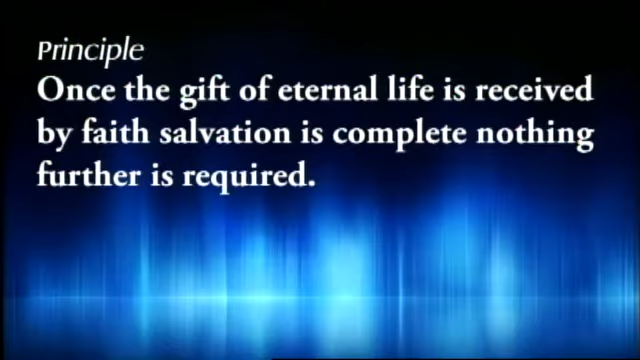 Principle
Once the gift of eternal life is received
by faith salvation is complete nothing
further is required.